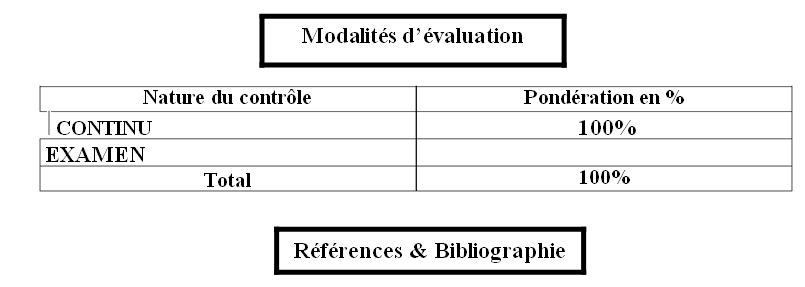 Modalités d'évaluation
Nature du contrôle Pondération en %
CONTINU 100%
EXAMEN
Total 100%
Références & Bibliographie